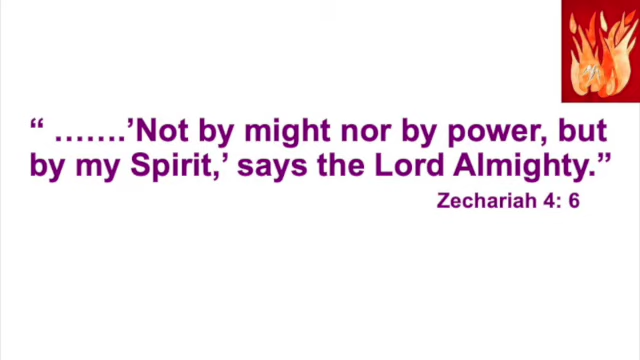 “ …….’Not by might nor by power, but
by my Spirit,’ says the Lord Almighty.”
Zechariah 4: 6